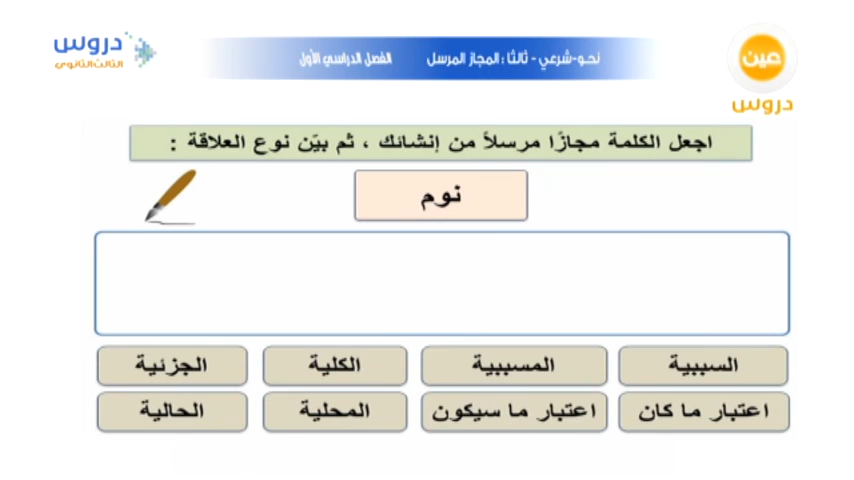 دروس
الثالث الثانوي
نحو-شرعي - ثالثا : المجاز المرسل الفصل الدراسي الأول
عين
دروس
اجعل الكلمة مجازًا مرسلاً من إنشائك ، ثم بيّن نوع العلاقة :
نوم
السببية المسببية الكلية الجزئية
اعتبار ما كان اعتبار ما سيكون المحلية الحالية